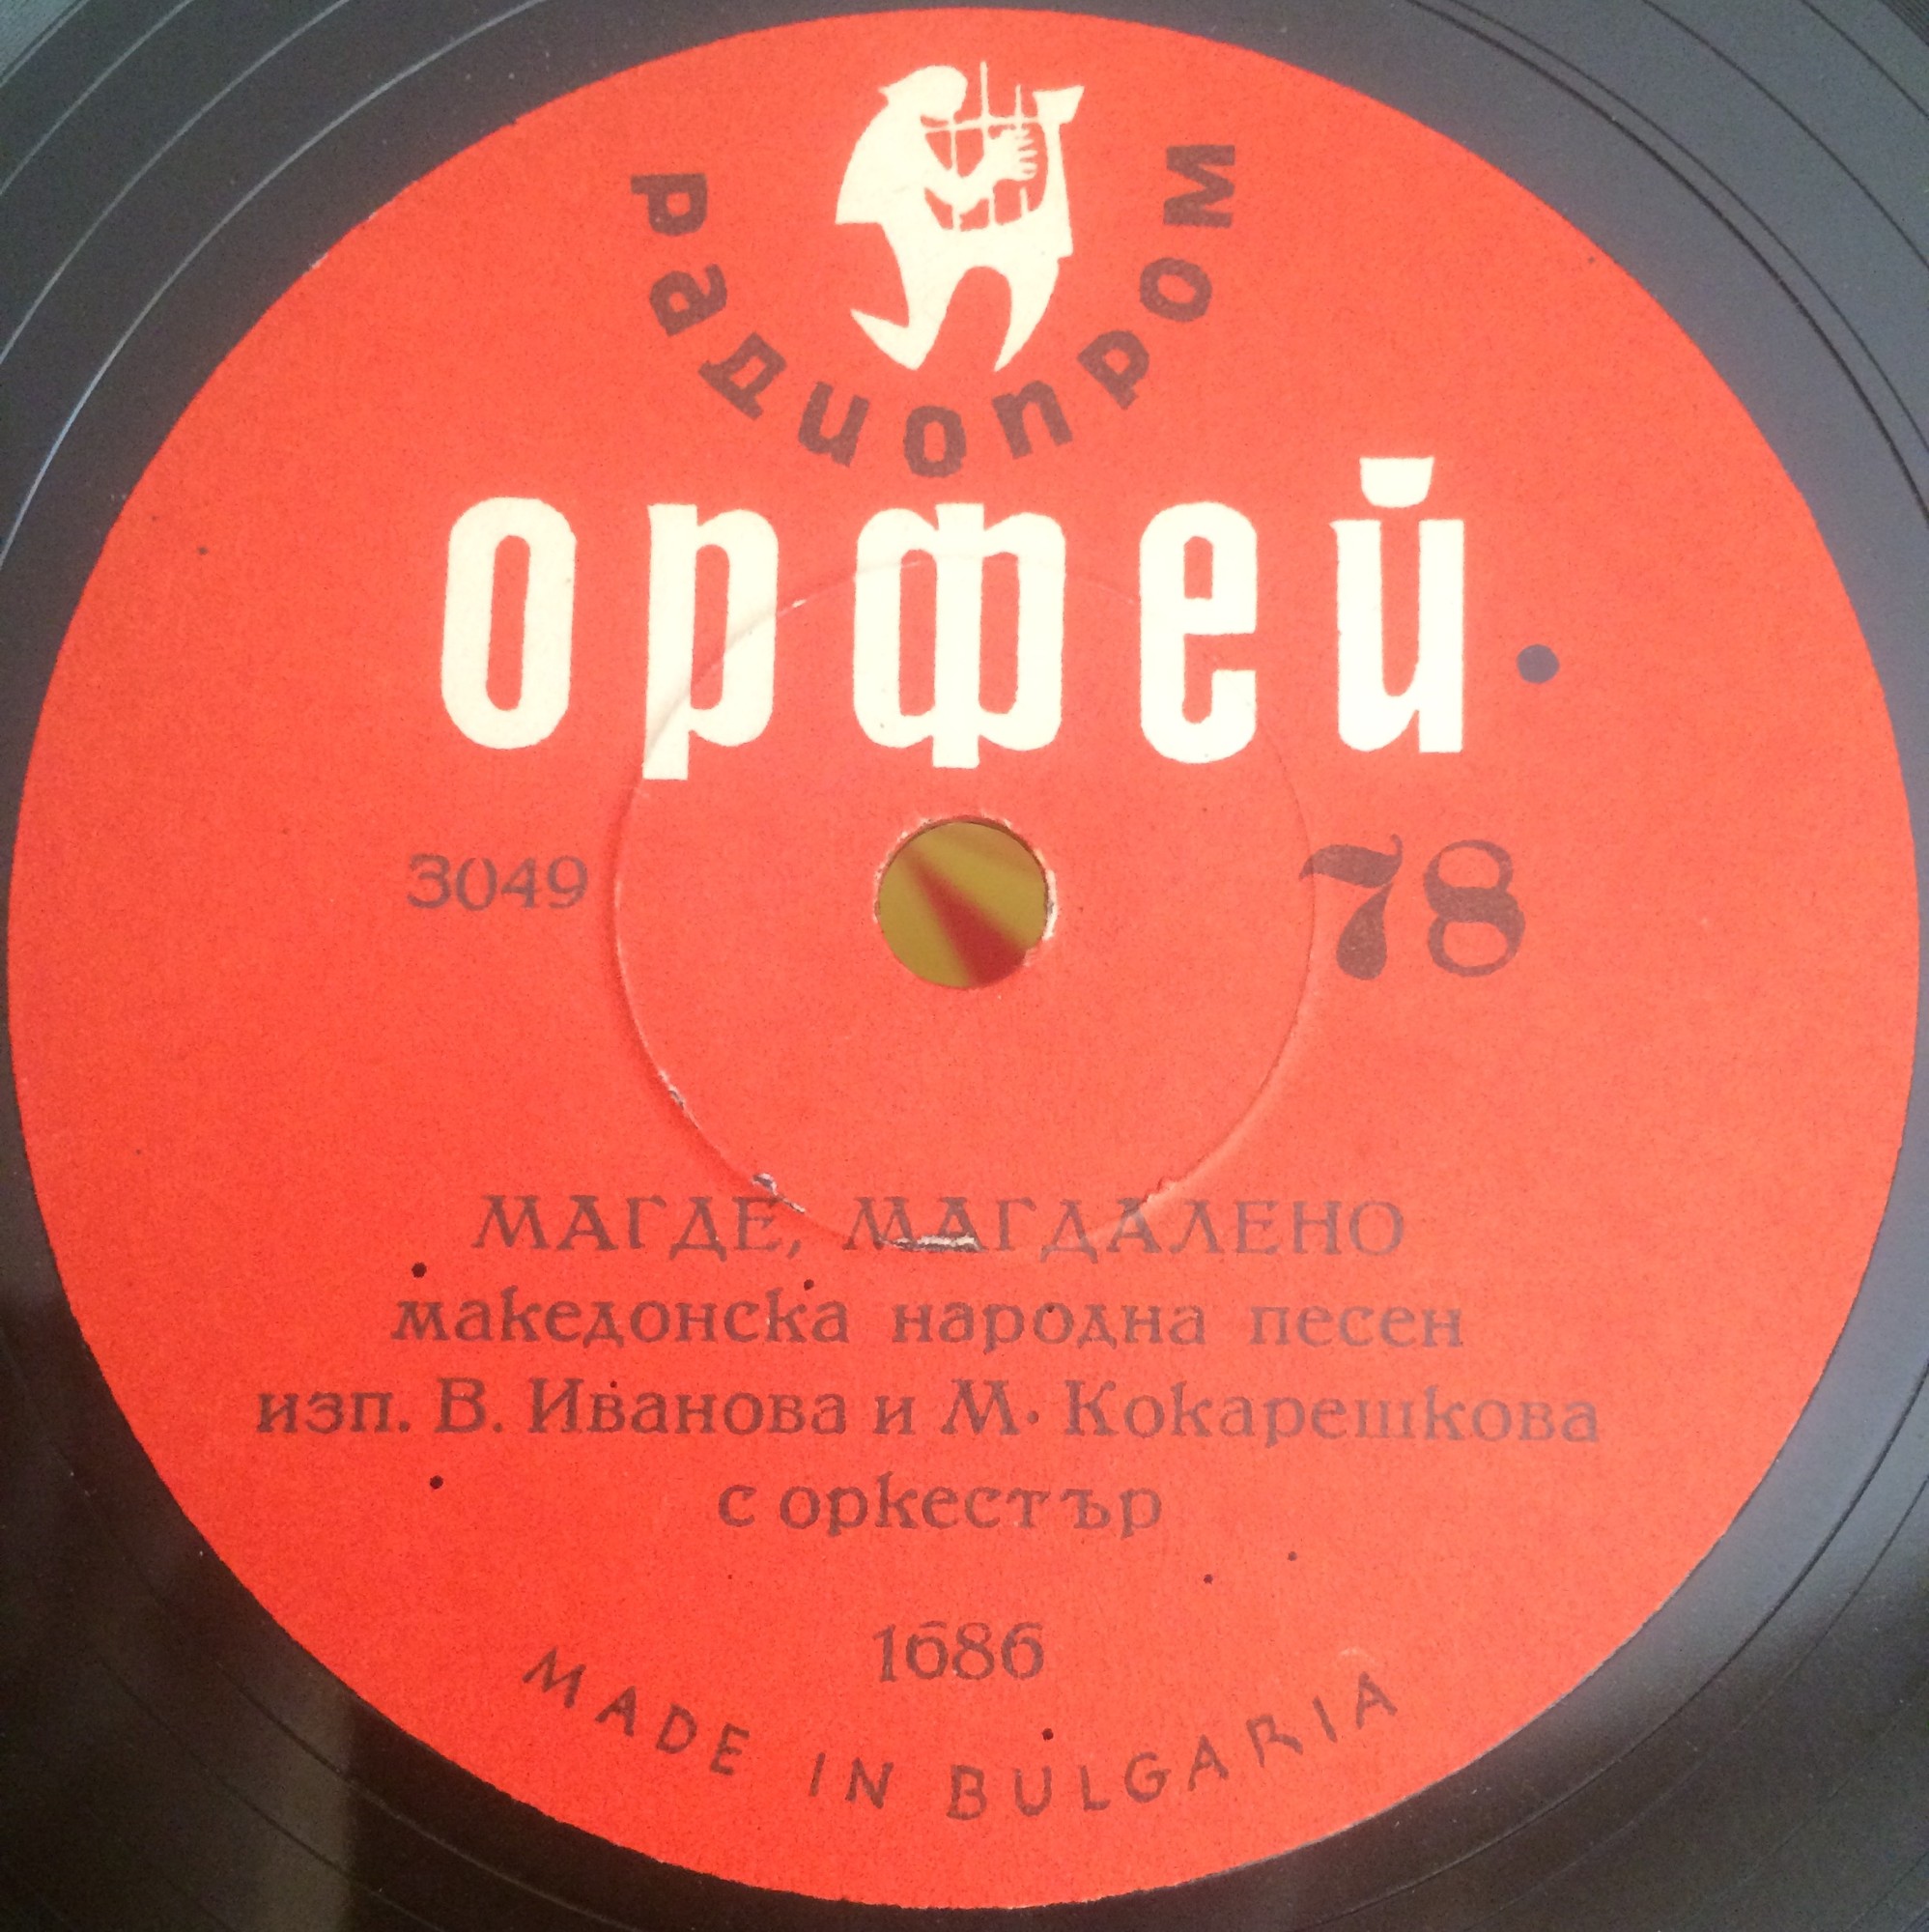 радиопром
орфей
3049
78
МАГДЕ, МАГДАЛЕНО
македонска народна песен
изп. В. Иванова и М. Кокарешкова
с оркестър
1686
MADE IN BULGARIA